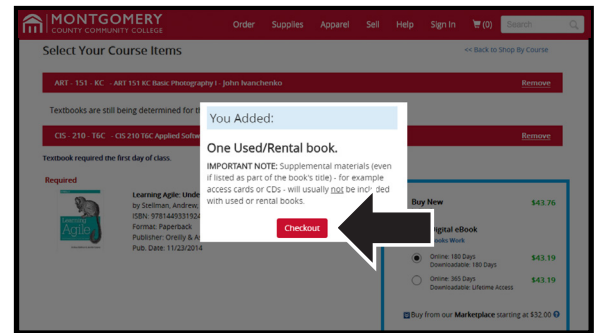 MONTGOMERY
COUNTY COMMUNITY COLLEGE
Order Supplies Apparel Sell Help Sign In (0) Search
Select Your Course Items
<< Back to Shop By Course
ART - 151 - KC - ART 151 KC Basic Photography I - John Ivanchenko Remove
Textbooks are still being determined for t
You Added:
CIS - 210 - T6C - CIS 210 T6C Applied Softw Remove
Textbook required the first day of class.
One Used/Rental book.
IMPORTANT NOTE: Supplemental materials (even
if listed as part of the book's title) - for example
access cards or CDs - will usually not be included
with used or rental books.
Checkout
Required
Learning
Agile
Learning Agile: Unde
by Stellman, Andrew,
ISBN: 9781449331924
Format: Paperback
Publisher: Oreilly & A
Pub. Date: 11/23/2014
Buy New $43.76
Digital eBook
Books Work
Online: 180 Days
Downloadable: 180 Days
$43.19
Online: 365 Days
Downloadable: Lifetime Access
$43.19
Buy from our Marketplace starting at $32.00